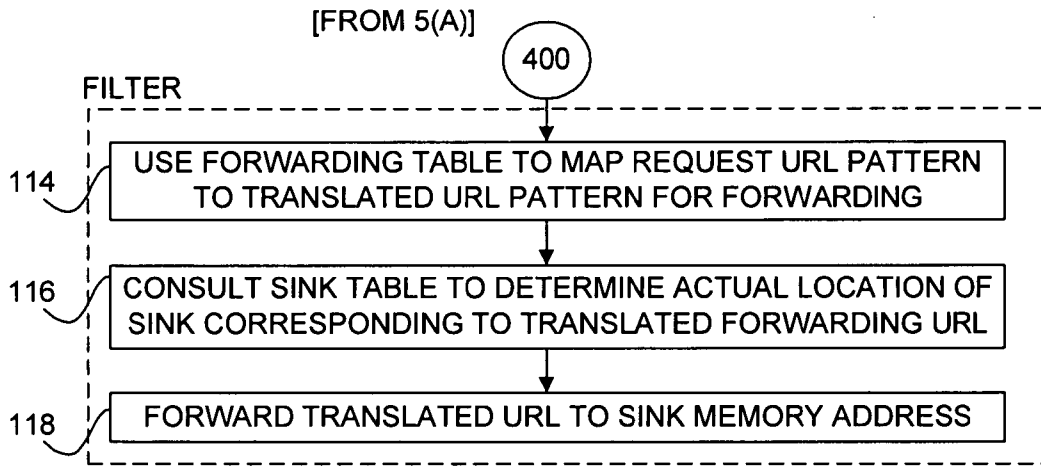 [FROM 5(A)]
400
FILTER
114
USE FORWARDING TABLE TO MAP REQUEST URL PATTERN
TO TRANSLATED URL PATTERN FOR FORWARDING
116
CONSULT SINK TABLE TO DETERMINE ACTUAL LOCATION OF
SINK CORRESPONDING TO TRANSLATED FORWARDING URL
118
FORWARD TRANSLATED URL TO SINK MEMORY ADDRESS